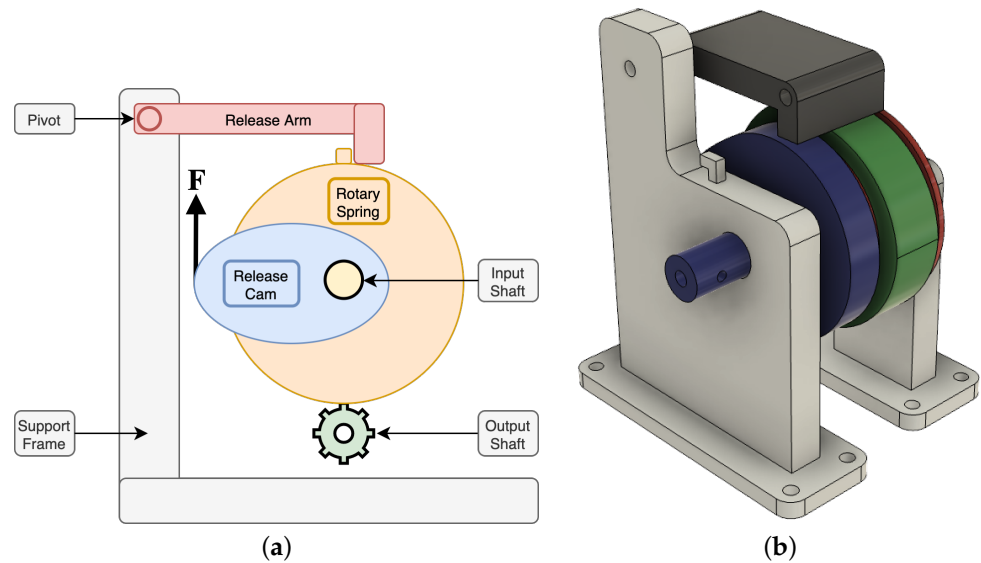 Pivot
Release Arm
F
Rotary
Spring
Release
Cam
Input
Shaft
Support
Frame
Output
Shaft
(a)
(b)